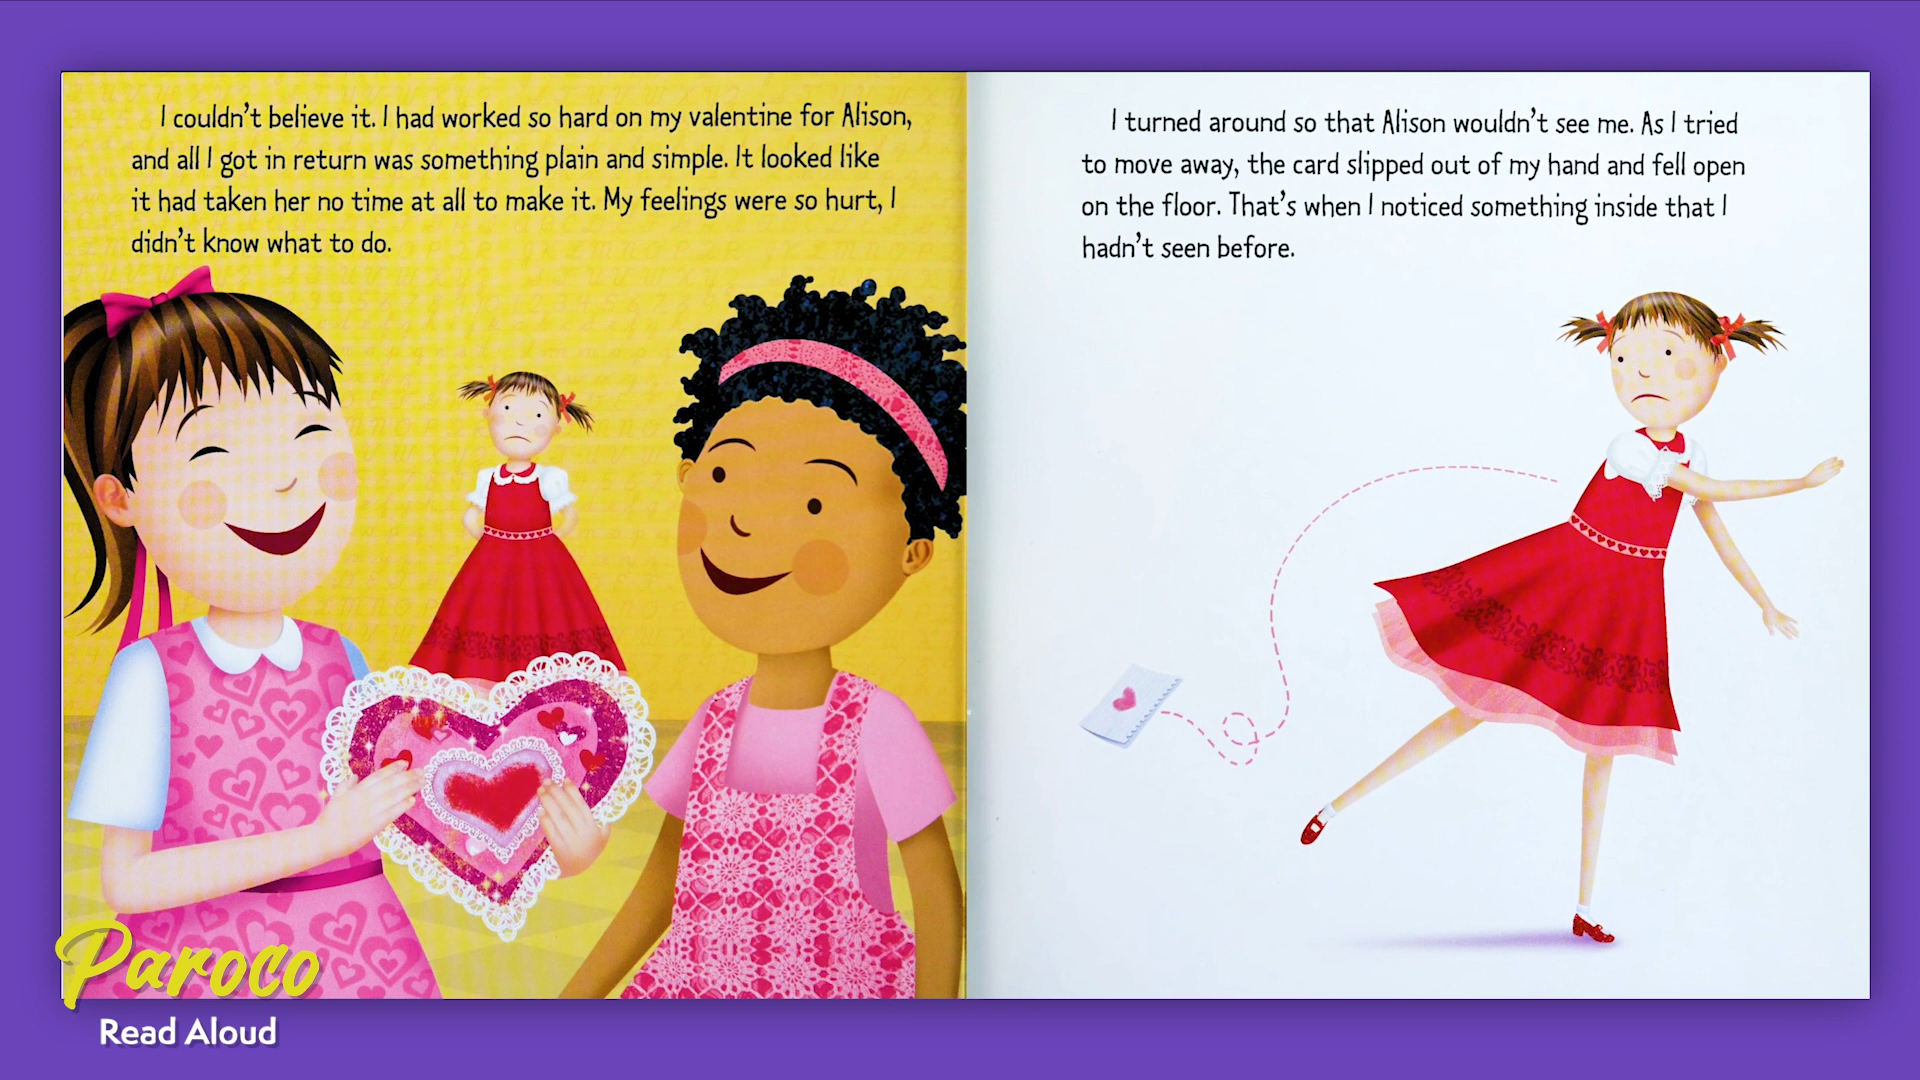 I couldn't believe it. I had worked so hard on my valentine for Alison,
and all I got in return was something plain and simple. It looked like
it had taken her no time at all to make it. My feelings were so hurt, I
didn't know what to do.
I turned around so that Alison wouldn't see me. As I tried
to move away, the card slipped out of my hand and fell open
on the floor. That's when I noticed something inside that I
hadn't seen before.
Paroco
Read Aloud